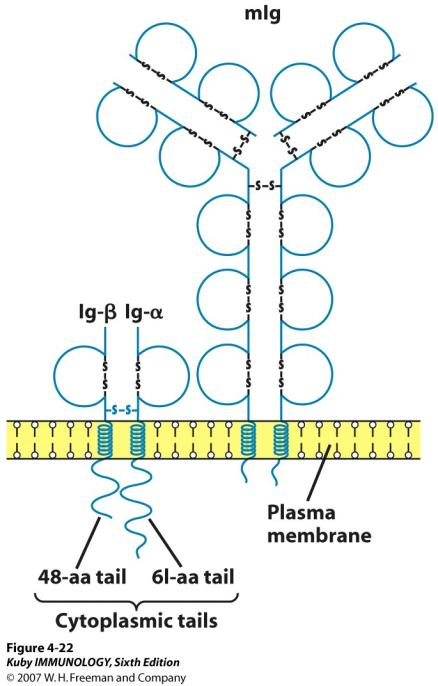 mIg
-S-S-
Ig-β Ig-α
-S-S-
Plasma
membrane
48-aa tail 6l-aa tail
Cytoplasmic tails
Figure 4-22
Kuby IMMUNOLOGY, Sixth Edition
© 2007 W. H. Freeman and Company